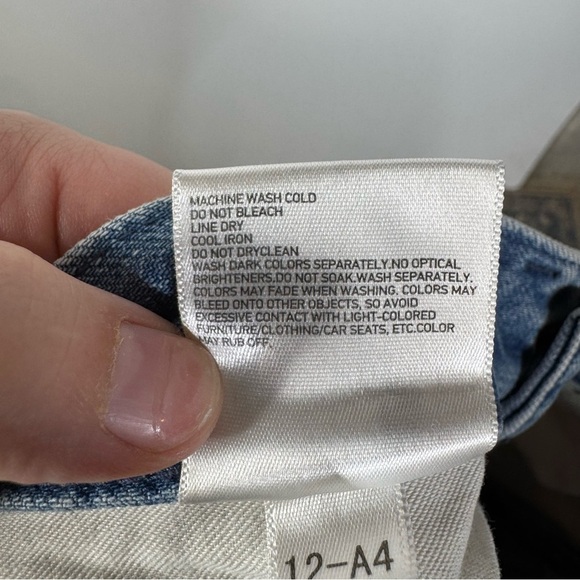 MACHINE WASH COLD
DO NOT BLEACH
LINE DRY
COOL IRON
DO NOT DRYCLEAN
WASH DARK COLORS SEPARATELY.NO OPTICAL
BRIGHTENERS.DO NOT SOAK.WASH SEPARATELY.
COLORS MAY FADE WHEN WASHING. COLORS MAY
BLEED ONTO OTHER OBJECTS, SO AVOID
EXCESSIVE CONTACT WITH LIGHT-COLORED
FURNITURE/CLOTHING/CAR SEATS, ETC.COLOR
MAY RUB OFF.
12-A4